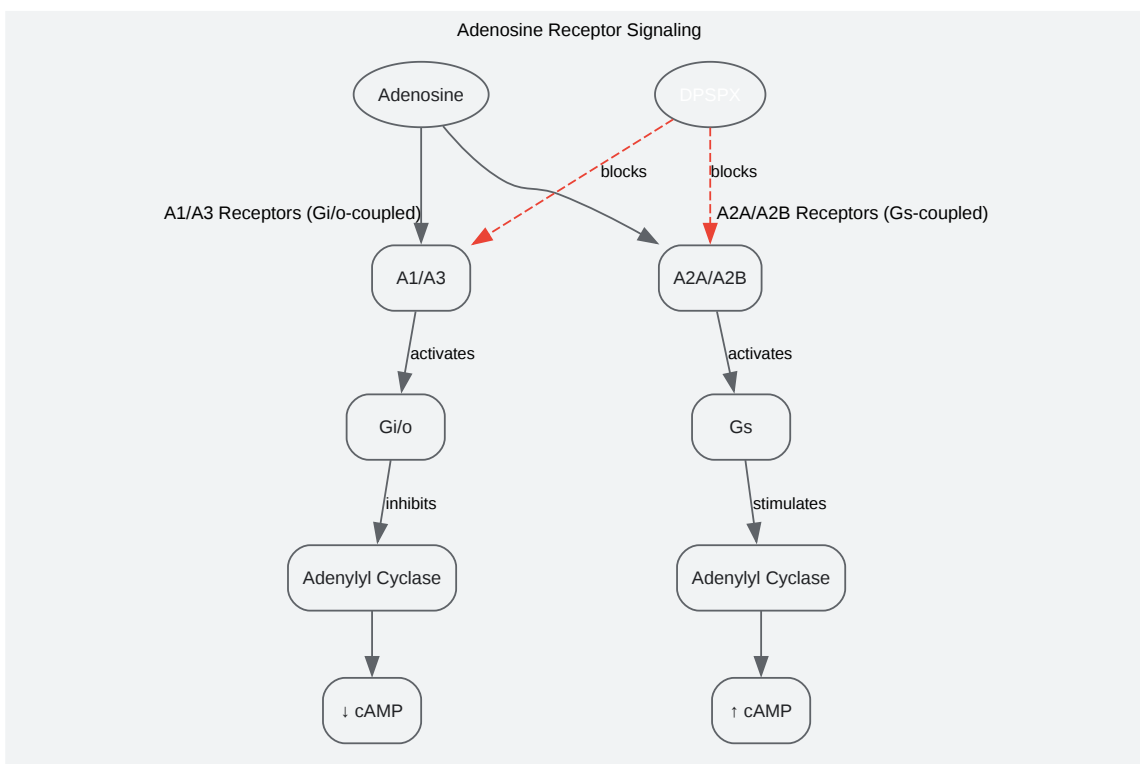 Adenosine Receptor Signaling
Adenosine
DPSPX
blocks
blocks
A1/A3 Receptors (Gi/o-coupled)
A2A/A2B Receptors (Gs-coupled)
A1/A3
A2A/A2B
activates
activates
Gi/o
Gs
inhibits
stimulates
Adenylyl Cyclase
Adenylyl Cyclase
↓ cAMP
↑ cAMP